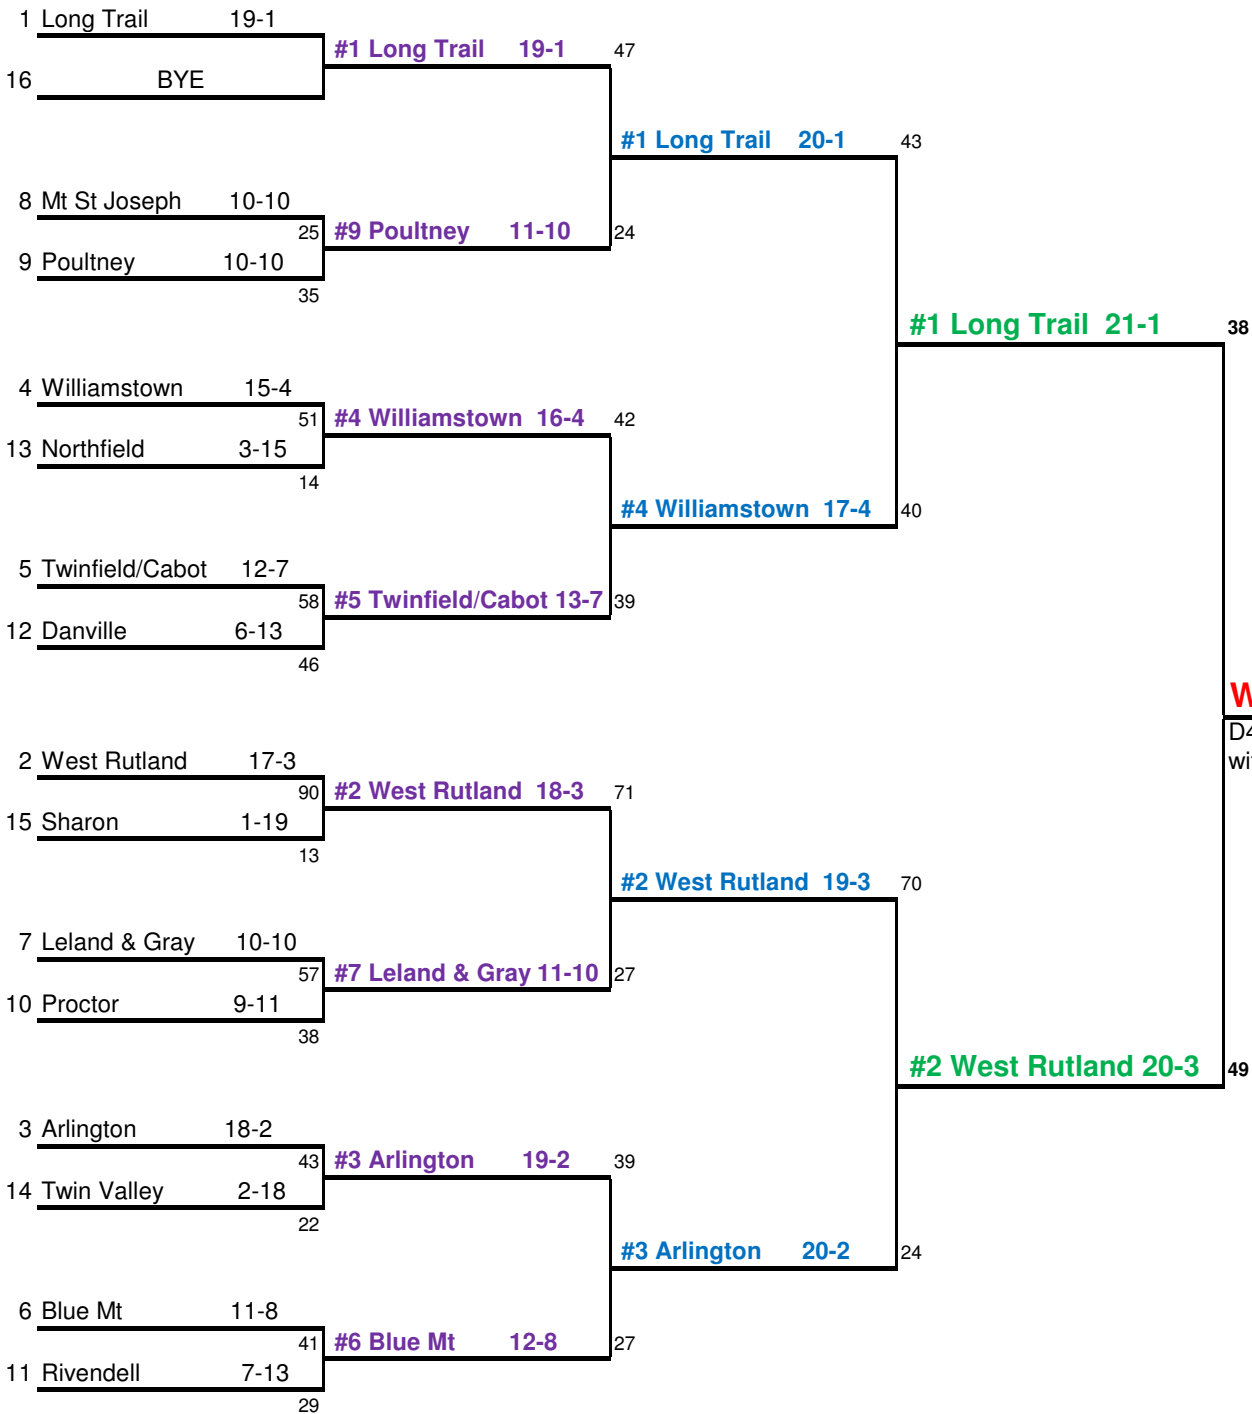 1 Long Trail 19-1
#1 Long Trail 19-1 47
16 BYE
#1 Long Trail 20-1 43
8 Mt St Joseph 10-10
25 #9 Poultney 11-10 24
9 Poultney 10-10
35
#1 Long Trail 21-1 38
4 Williamstown 15-4
51 #4 Williamstown 16-4 42
13 Northfield 3-15
14
#4 Williamstown 17-4 40
5 Twinfield/Cabot 12-7
58 #5 Twinfield/Cabot 13-7 39
12 Danville 6-13
46
W
D4
wi
2 West Rutland 17-3
90 #2 West Rutland 18-3 71
15 Sharon 1-19
13
#2 West Rutland 19-3 70
7 Leland & Gray 10-10
57 #7 Leland & Gray 11-10 27
10 Proctor 9-11
38
#2 West Rutland 20-3 49
3 Arlington 18-2
43 #3 Arlington 19-2 39
14 Twin Valley 2-18
22
#3 Arlington 20-2 24
6 Blue Mt 11-8
41 #6 Blue Mt 12-8 27
11 Rivendell 7-13
29